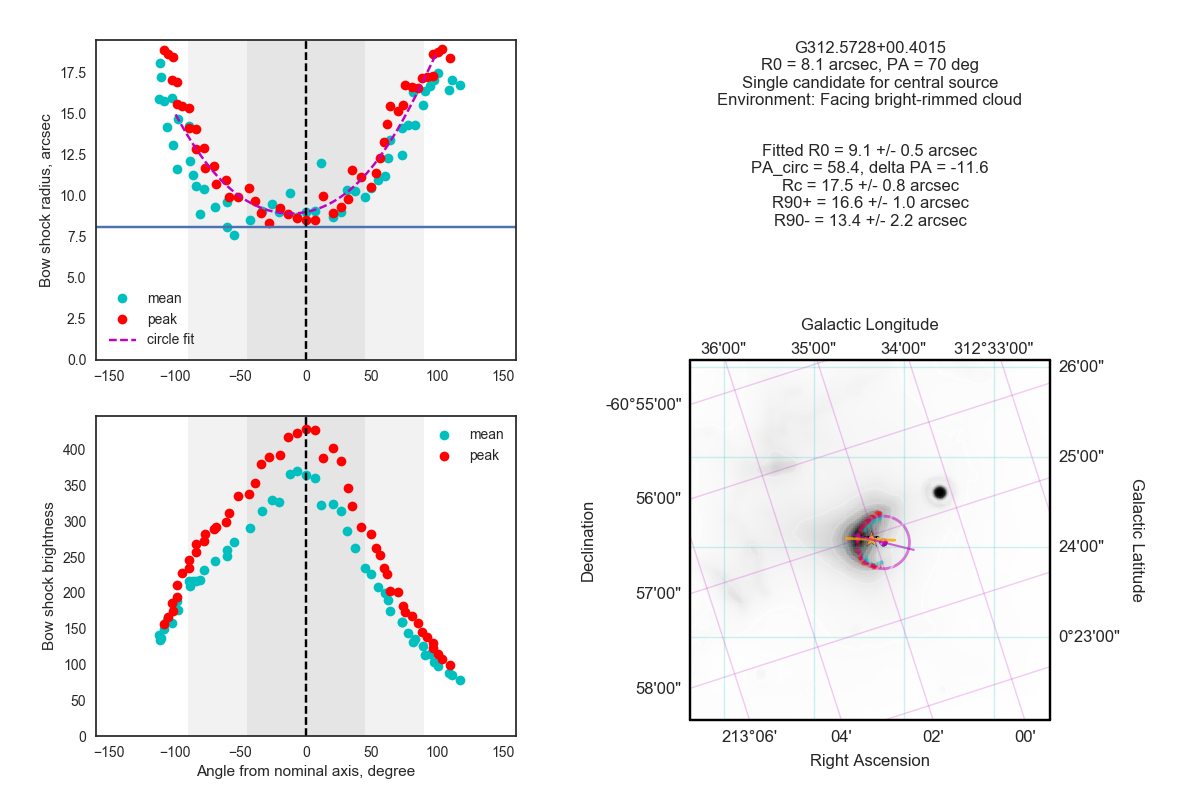 G312.5728+00.4015
R0 = 8.1 arcsec, PA = 70 deg
Single candidate for central source
Environment: Facing bright-rimmed cloud
Fitted R0 = 9.1 +/- 0.5 arcsec
PA_circ = 58.4, delta PA = -11.6
Rc = 17.5 +/- 0.8 arcsec
R90+ = 16.6 +/- 1.0 arcsec
R90- = 13.4 +/- 2.2 arcsec
Bow shock radius, arcsec
17.5
15.0
12.5
10.0
7.5
5.0
2.5
0.0
mean
peak
circle fit
−150 −100 −50 0 50 100 150
Bow shock brightness
400
350
300
250
200
150
100
50
0
mean
peak
−150 −100 −50 0 50 100 150
Angle from nominal axis, degree
Galactic Longitude
36'00" 35'00" 34'00" 312°33'00"
Declination
-60°55'00"
56'00"
57'00"
58'00"
26'00"
25'00"
24'00"
0°23'00"
Galactic Latitude
213°06' 04' 02' 00'
Right Ascension